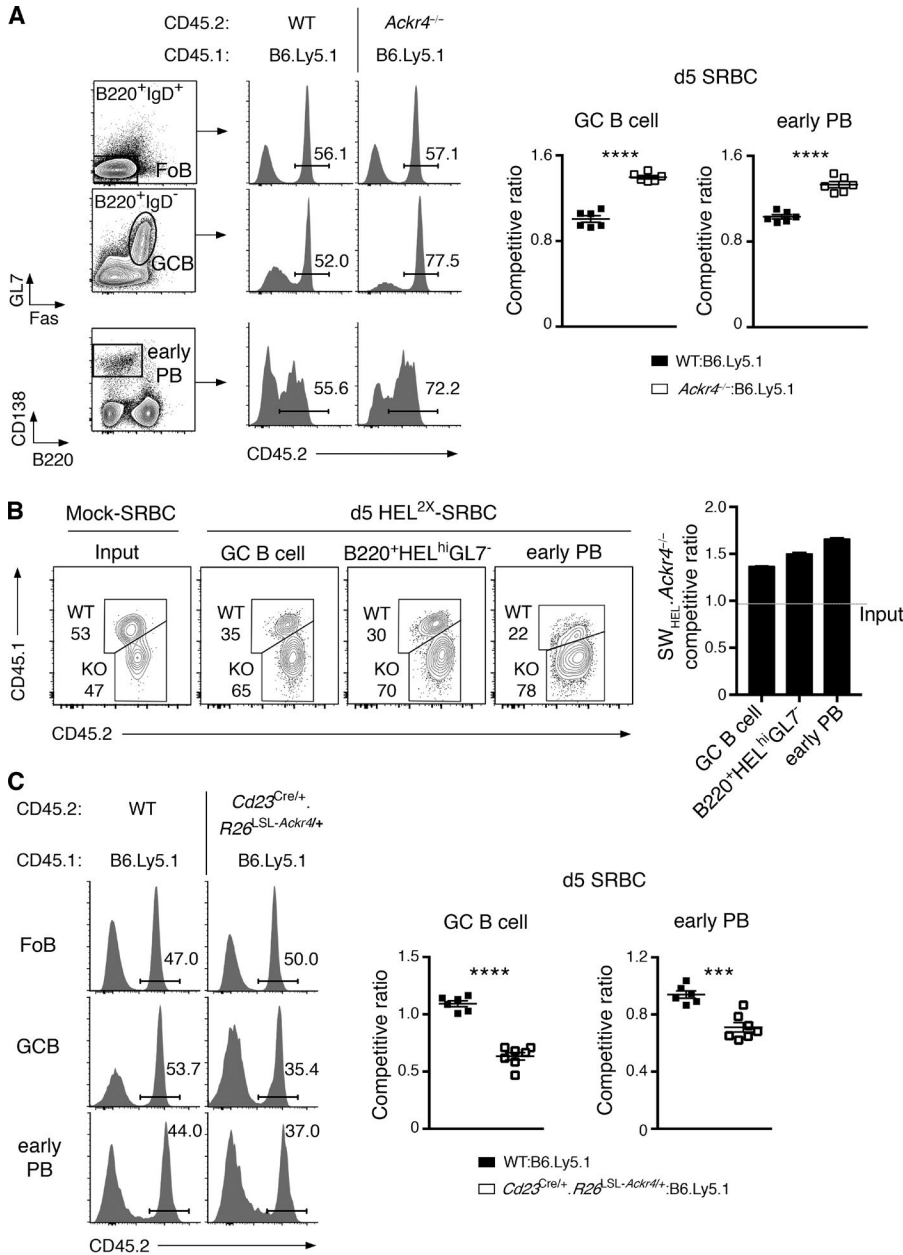 A
CD45.2: WT Ackr4⁻/⁻
CD45.1: B6.Ly5.1 B6.Ly5.1
B220⁺IgD⁺
FoB
56.1 57.1
B220⁺IgD⁻
GCB
52.0 77.5
GL7
Fas
early
PB
55.6 72.2
CD138
B220
CD45.2
d5 SRBC
GC B cell early PB
**** ****
Competitive ratio Competitive ratio
1.6 1.6
0.8 0.8
0 0
WT:B6.Ly5.1
Ackr4⁻/⁻:B6.Ly5.1
B
Mock-SRBC d5 HEL²ˣ-SRBC
Input GC B cell B220⁺HELʰⁱGL7⁻ early PB
WT WT WT WT
53 35 30 22
KO KO KO KO
47 65 70 78
CD45.1
CD45.2
SW_HEL.Ackr4⁻/⁻
competitive ratio
2.0
1.5
1.0
0.5
0
Input
GC B cell
B220⁺HELʰⁱGL7⁻
early PB
C
CD45.2: WT Cd23^Cre/+.
R26^LSL-Ackr4/+
CD45.1: B6.Ly5.1 B6.Ly5.1
FoB
47.0 50.0
GCB
53.7 35.4
early
PB
44.0 37.0
CD45.2
d5 SRBC
GC B cell early PB
**** ***
Competitive ratio Competitive ratio
1.5 1.2
1.0 0.8
0.5 0.4
0 0
WT:B6.Ly5.1
Cd23^Cre/+.R26^LSL-Ackr4/+:B6.Ly5.1